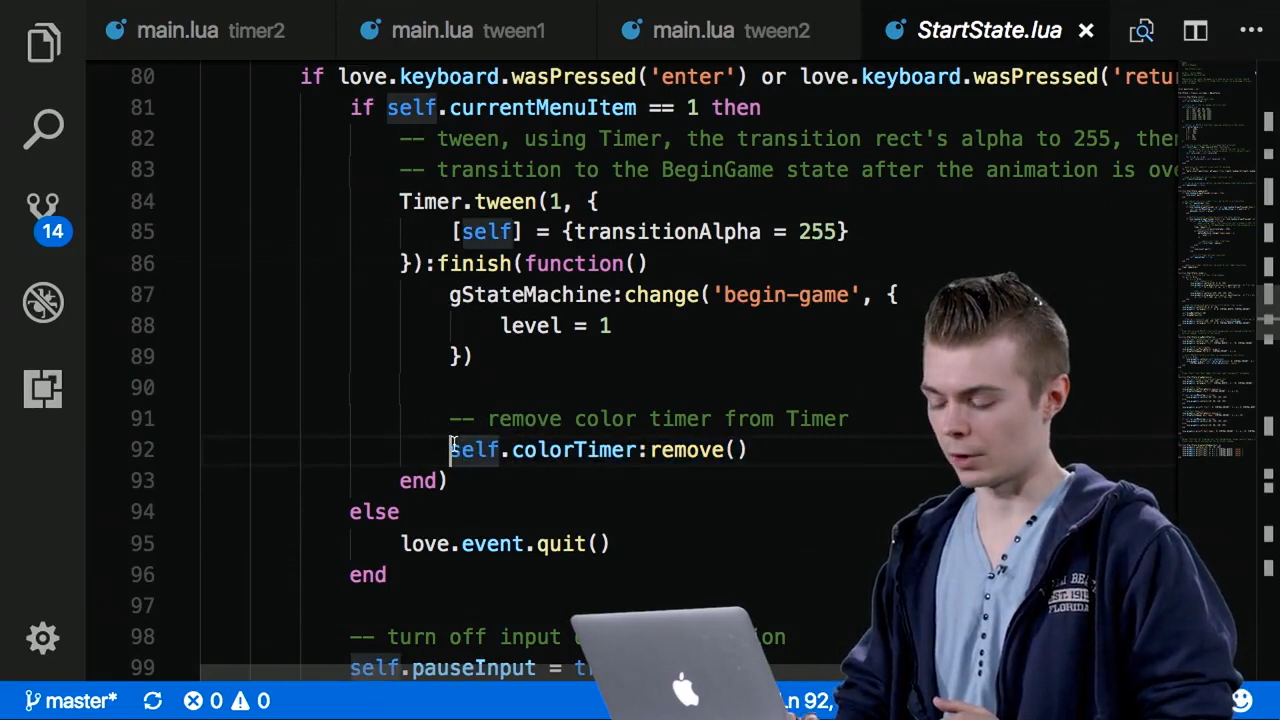 main.lua timer2 main.lua tween1 main.lua tween2 StartState.lua
80 if love.keyboard.wasPressed('enter') or love.keyboard.wasPressed('retu
81 if self.currentMenuItem == 1 then
82 -- tween, using Timer, the transition rect's alpha to 255, then
83 -- transition to the BeginGame state after the animation is ove
84 Timer.tween(1, {
85 [self] = {transitionAlpha = 255}
86 }):finish(function()
87 gStateMachine:change('begin-game', {
88 level = 1
89 })
90
91 -- remove color timer from Timer
92 self.colorTimer:remove()
93 end)
94 else
95 love.event.quit()
96 end
97
98 -- turn off input
99 self.pauseInput = t
14
master* 0 0 Ln 92,
EST. 1915
FLORIDA